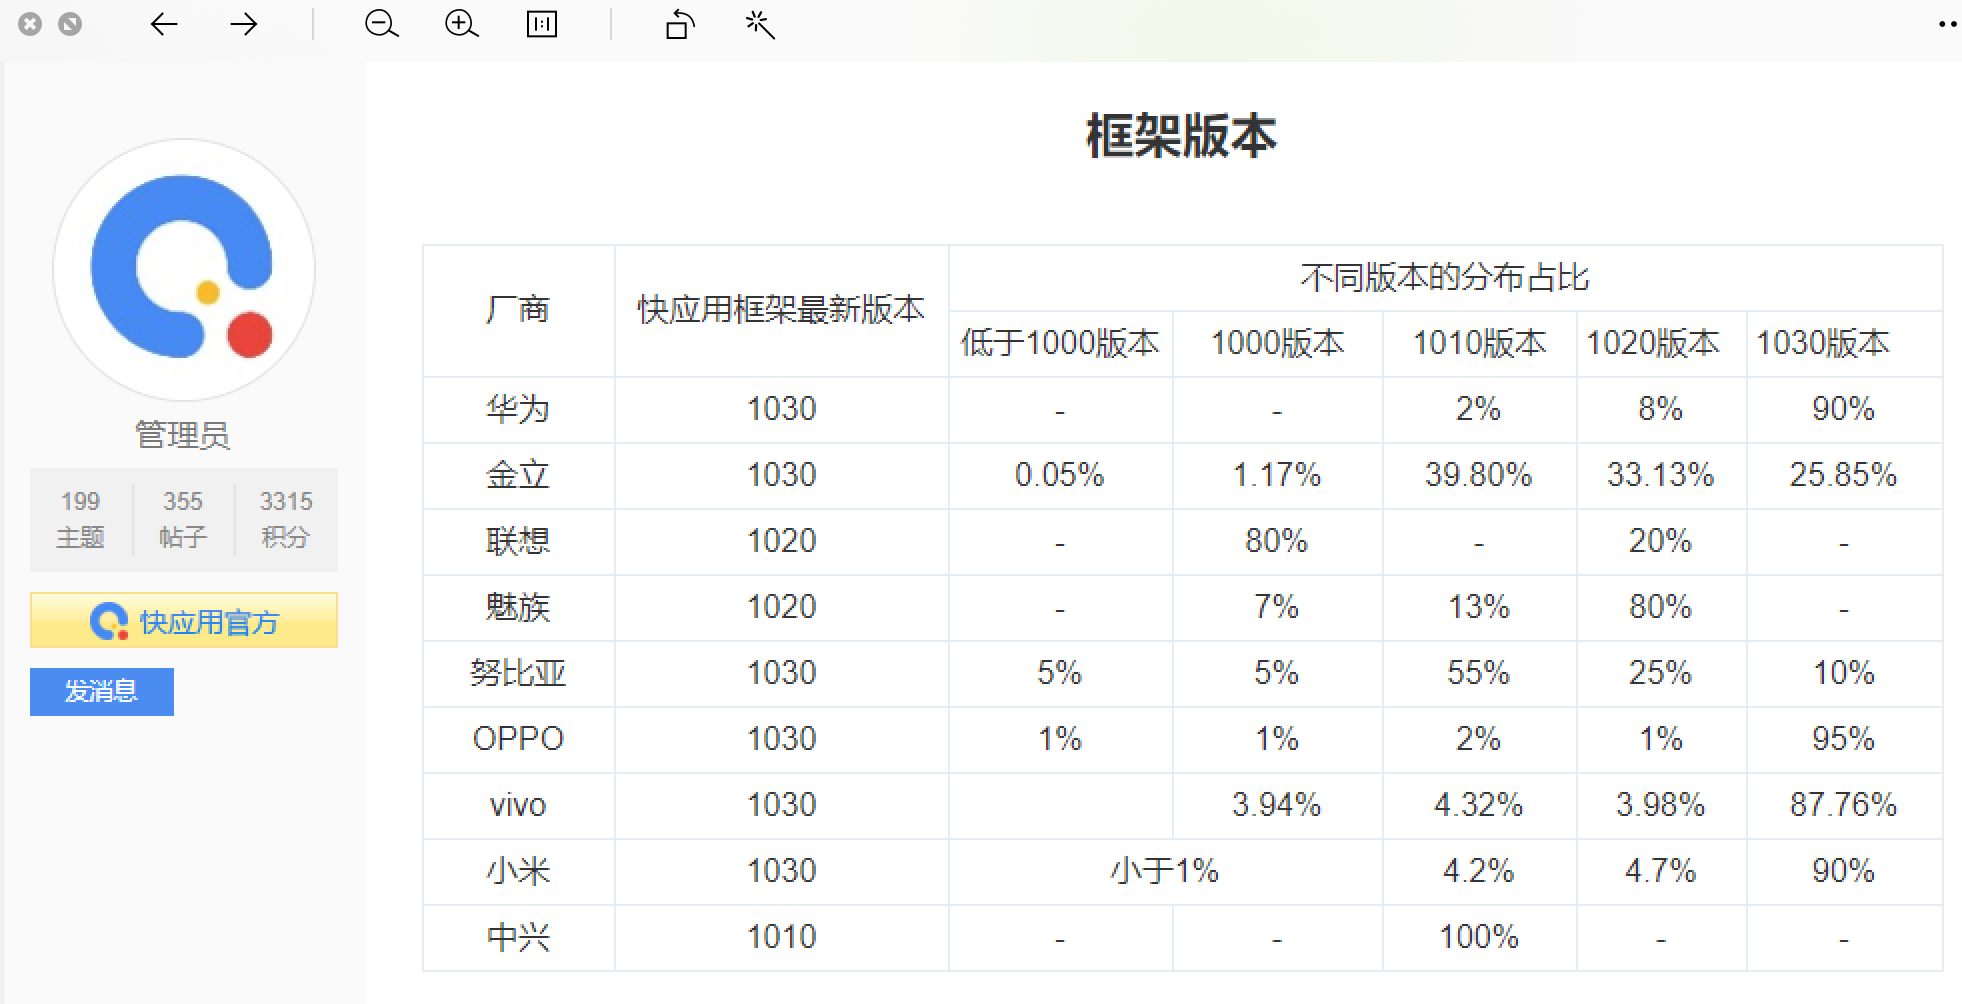 框架版本
管理员
199 355 3315
主题 帖子 积分
快应用官方
发消息
厂商 快应用框架最新版本 不同版本的分布占比
低于1000版本 1000版本 1010版本 1020版本 1030版本
华为 1030 - - 2% 8% 90%
金立 1030 0.05% 1.17% 39.80% 33.13% 25.85%
联想 1020 - 80% - 20% -
魅族 1020 - 7% 13% 80% -
努比亚 1030 5% 5% 55% 25% 10%
OPPO 1030 1% 1% 2% 1% 95%
vivo 1030 3.94% 4.32% 3.98% 87.76%
小米 1030 小于1% 4.2% 4.7% 90%
中兴 1010 - - 100% - -